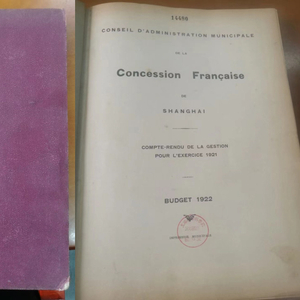 14408
CONSEIL D'ADMINISTRATION MUNICIPALE
DE LA
Concession Française
DE
SHANGHAI
COMPTE-RENDU DE LA GESTION
POUR L'EXERCICE 1921
BUDGET 1922